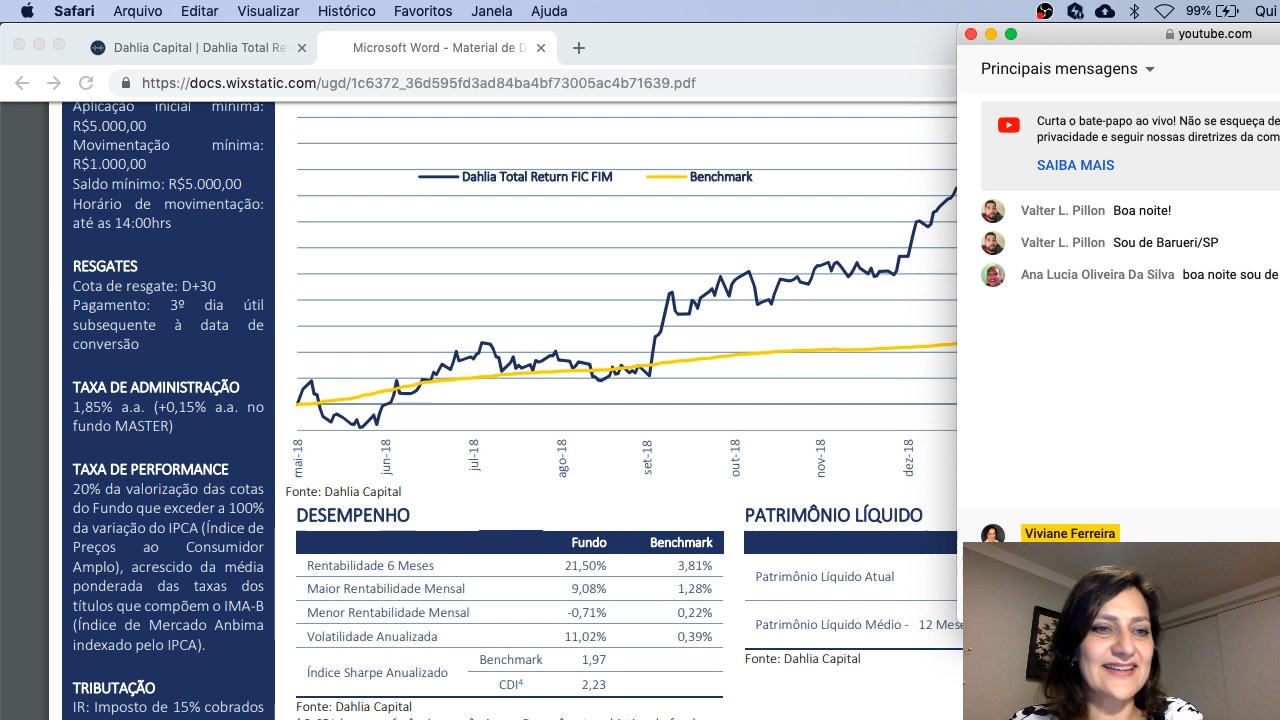 Safari Arquivo Editar Visualizar Histórico Favoritos Janela Ajuda 99% Qui
Dahlia Capital | Dahlia Total Re
Microsoft Word - Material de D
https://docs.wixstatic.com/ugd/1c6372_36d595fd3ad84ba4bf73005ac4b71639.pdf
Aplicação inicial mínima:
R$5.000,00
Movimentação mínima:
R$1.000,00
Saldo mínimo: R$5.000,00
Horário de movimentação:
até as 14:00hrs
RESGATES
Cota de resgate: D+30
Pagamento: 3º dia útil
subsequente à data de
conversão
TAXA DE ADMINISTRAÇÃO
1,85% a.a. (+0,15% a.a. no
fundo MASTER)
TAXA DE PERFORMANCE
20% da valorização das cotas
do Fundo que exceder a 100%
da variação do IPCA (Índice de
Preços ao Consumidor
Amplo), acrescido da média
ponderada das taxas dos
títulos que compõem o IMA-B
(Índice de Mercado Anbima
indexado pelo IPCA).
TRIBUTAÇÃO
IR: Imposto de 15% cobrados
Dahlia Total Return FIC FIM Benchmark
mai-18 jun-18 jul-18 ago-18 set-18 out-18 nov-18 dez-18
Fonte: Dahlia Capital
DESEMPENHO
Fundo Benchmark
Rentabilidade 6 Meses 21,50% 3,81%
Maior Rentabilidade Mensal 9,08% 1,28%
Menor Rentabilidade Mensal -0,71% 0,22%
Volatilidade Anualizada 11,02% 0,39%
Índice Sharpe Anualizado
Benchmark 1,97
CDI⁴ 2,23
Fonte: Dahlia Capital
PATRIMÔNIO LÍQUIDO
Patrimônio Líquido Atual
Patrimônio Líquido Médio - 12 Mese
Fonte: Dahlia Capital
youtube.com
Principais mensagens
Curta o bate-papo ao vivo! Não se esqueça de
privacidade e seguir nossas diretrizes da com
SAIBA MAIS
Valter L. Pillon Boa noite!
Valter L. Pillon Sou de Barueri/SP
Ana Lucia Oliveira Da Silva boa noite sou de
Viviane Ferreira